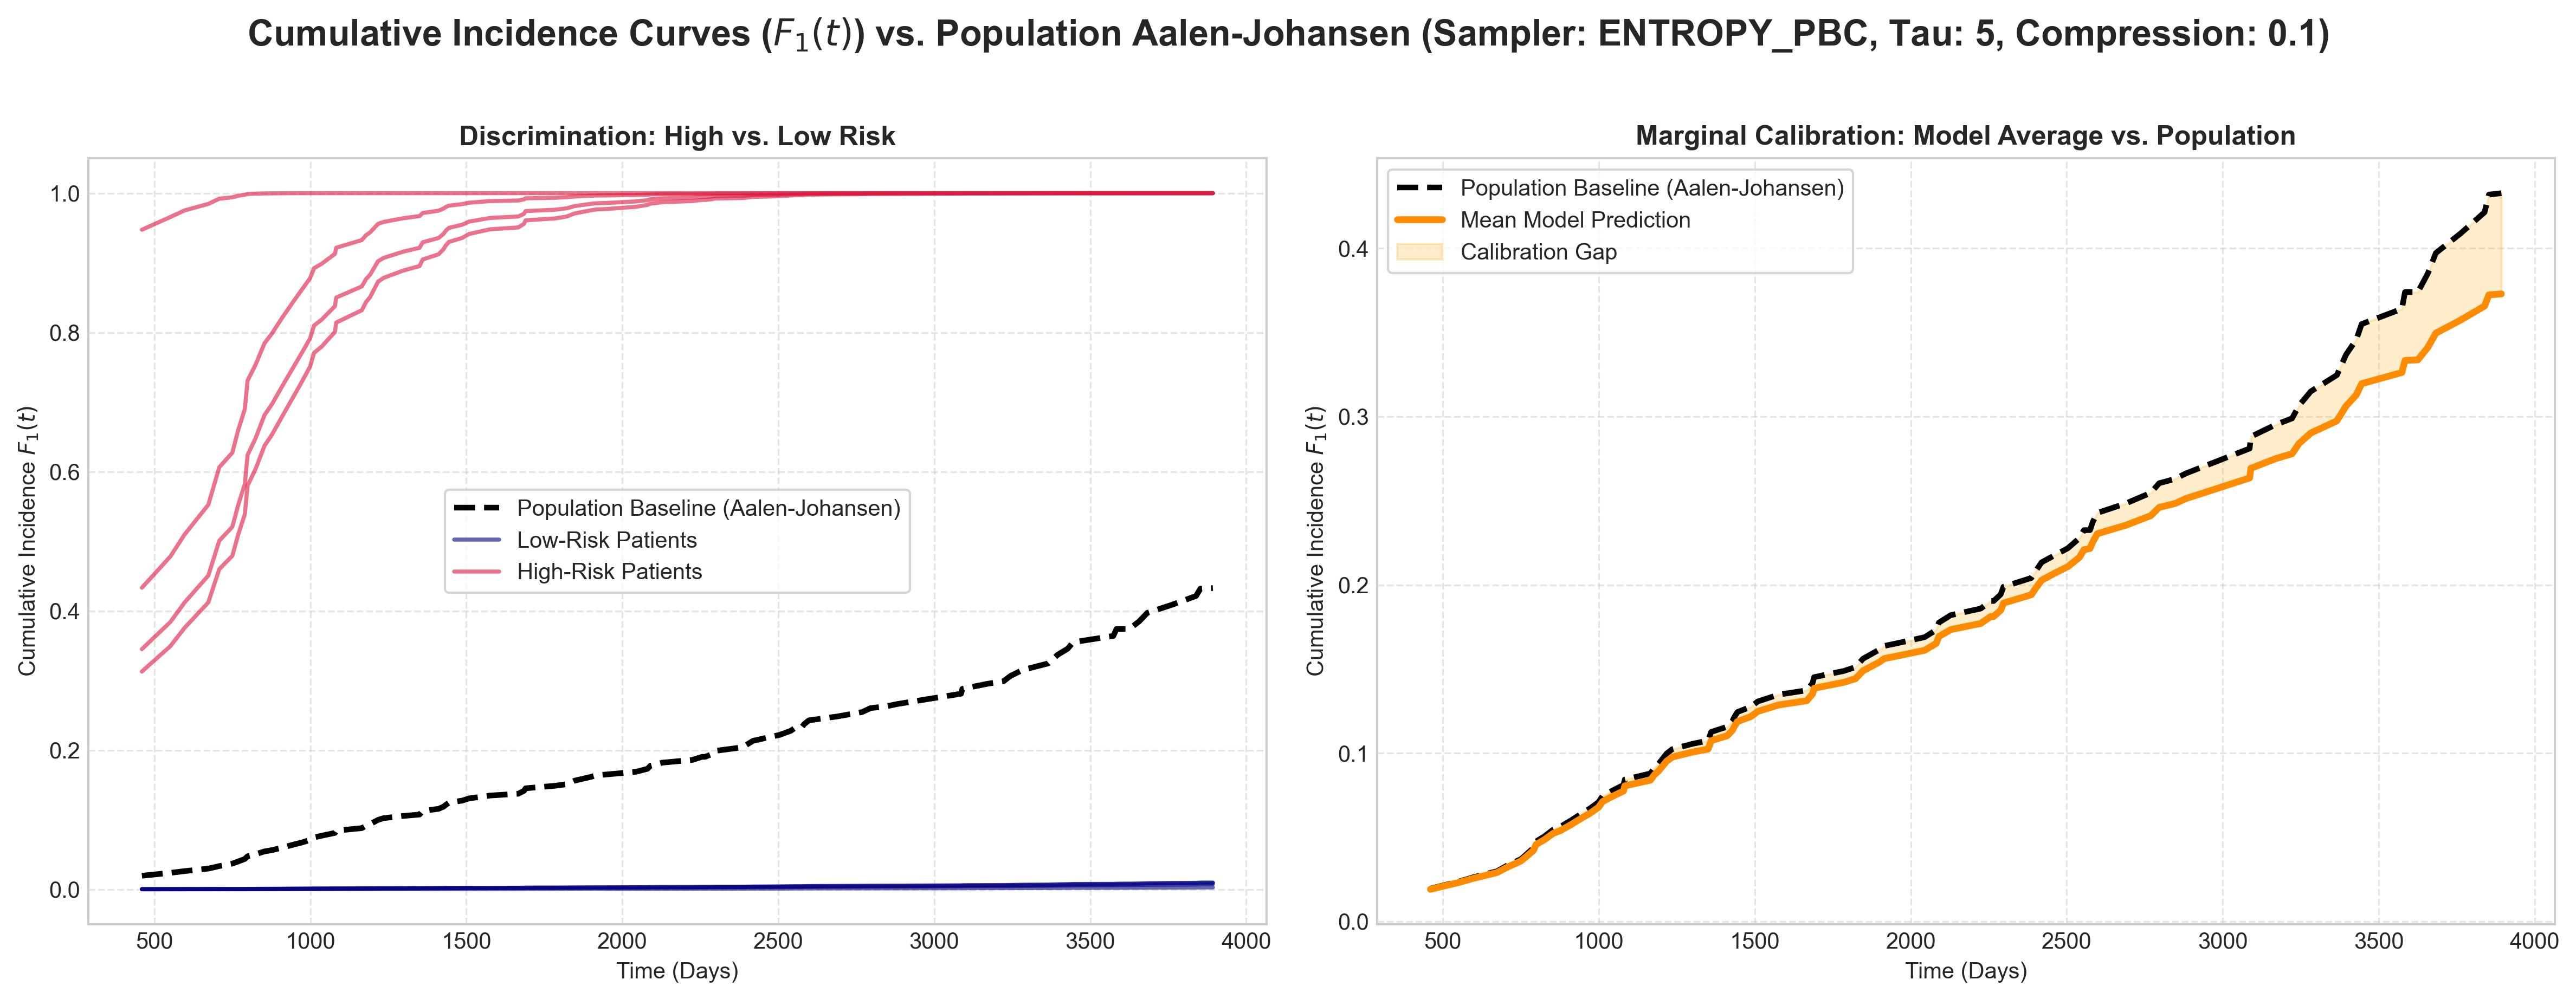 Cumulative Incidence Curves (F₁(t)) vs. Population Aalen-Johansen (Sampler: ENTROPY_PBC, Tau: 5, Compression: 0.1)
Discrimination: High vs. Low Risk
Cumulative Incidence F₁(t)
1.0
0.8
0.6
0.4
0.2
0.0
Population Baseline (Aalen-Johansen)
Low-Risk Patients
High-Risk Patients
500 1000 1500 2000 2500 3000 3500 4000
Time (Days)
Marginal Calibration: Model Average vs. Population
Cumulative Incidence F₁(t)
0.4
0.3
0.2
0.1
0.0
Population Baseline (Aalen-Johansen)
Mean Model Prediction
Calibration Gap
500 1000 1500 2000 2500 3000 3500 4000
Time (Days)